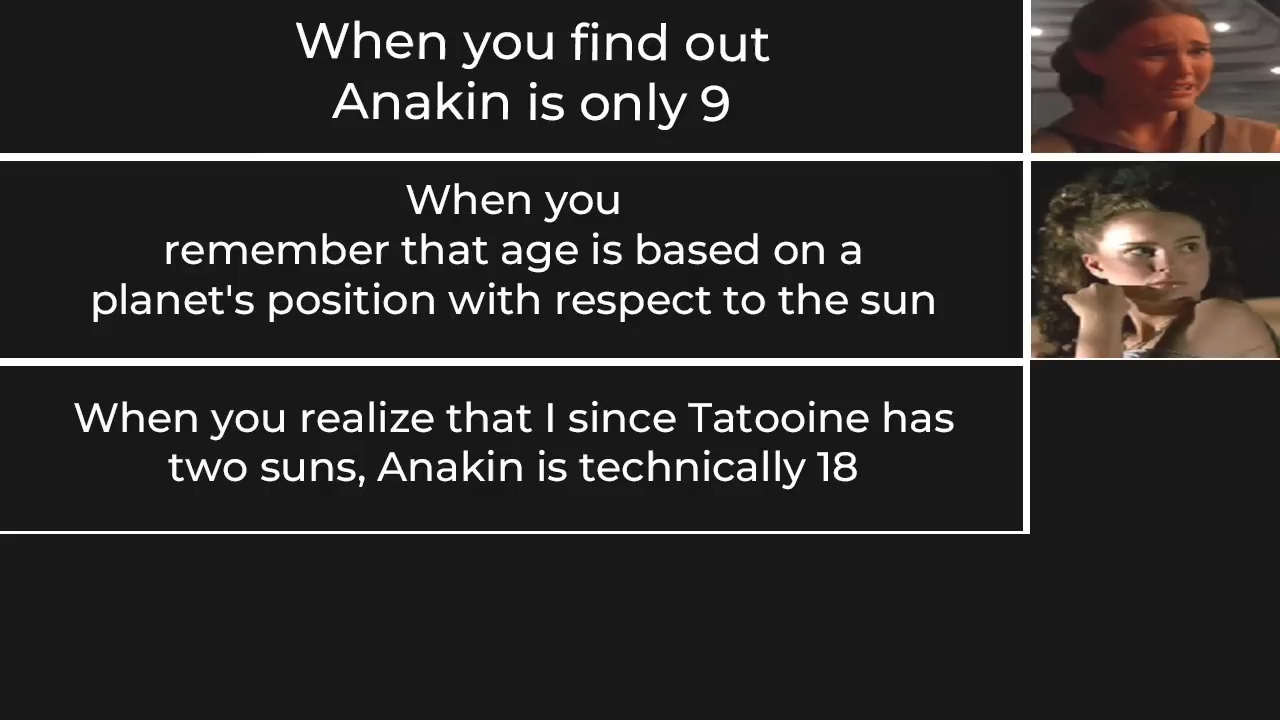 When you find out
Anakin is only 9
When you
remember that age is based on a
planet's position with respect to the sun
When you realize that I since Tatooine has
two suns, Anakin is technically 18